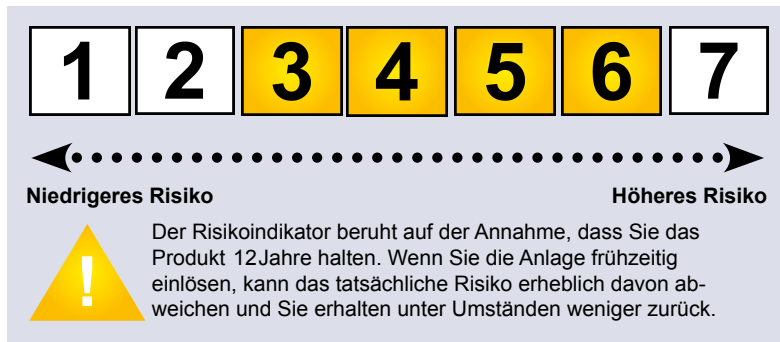 1 2 3 4 5 6 7
Niedrigeres Risiko Höheres Risiko
! Der Risikoindikator beruht auf der Annahme, dass Sie das
Produkt 12Jahre halten. Wenn Sie die Anlage frühzeitig
einlösen, kann das tatsächliche Risiko erheblich davon ab-
weichen und Sie erhalten unter Umständen weniger zurück.